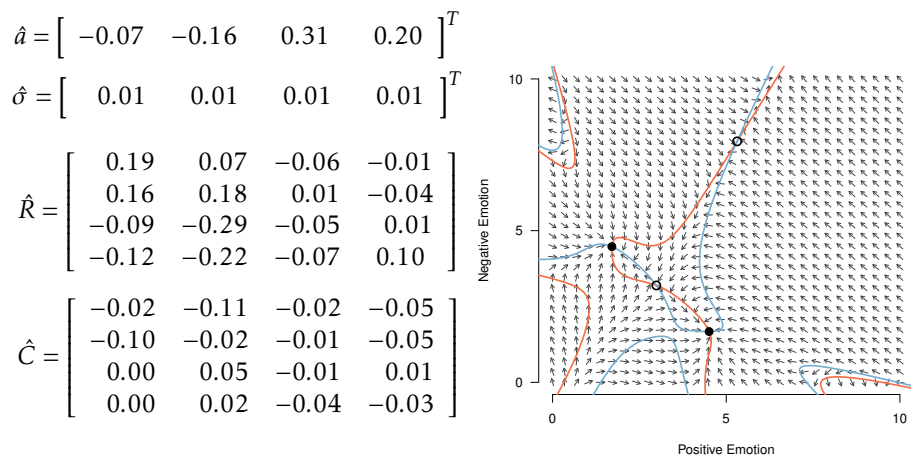 â = [ −0.07 −0.16 0.31 0.20 ]^T
σ̂ = [ 0.01 0.01 0.01 0.01 ]^T
R̂ = [ 0.19 0.07 −0.06 −0.01
0.16 0.18 0.01 −0.04
−0.09 −0.29 −0.05 0.01
−0.12 −0.22 −0.07 0.10 ]
Ĉ = [ −0.02 −0.11 −0.02 −0.05
−0.10 −0.02 −0.01 −0.05
0.00 0.05 −0.01 0.01
0.00 0.02 −0.04 −0.03 ]
10
5
0
Negative Emotion
0 5 10
Positive Emotion